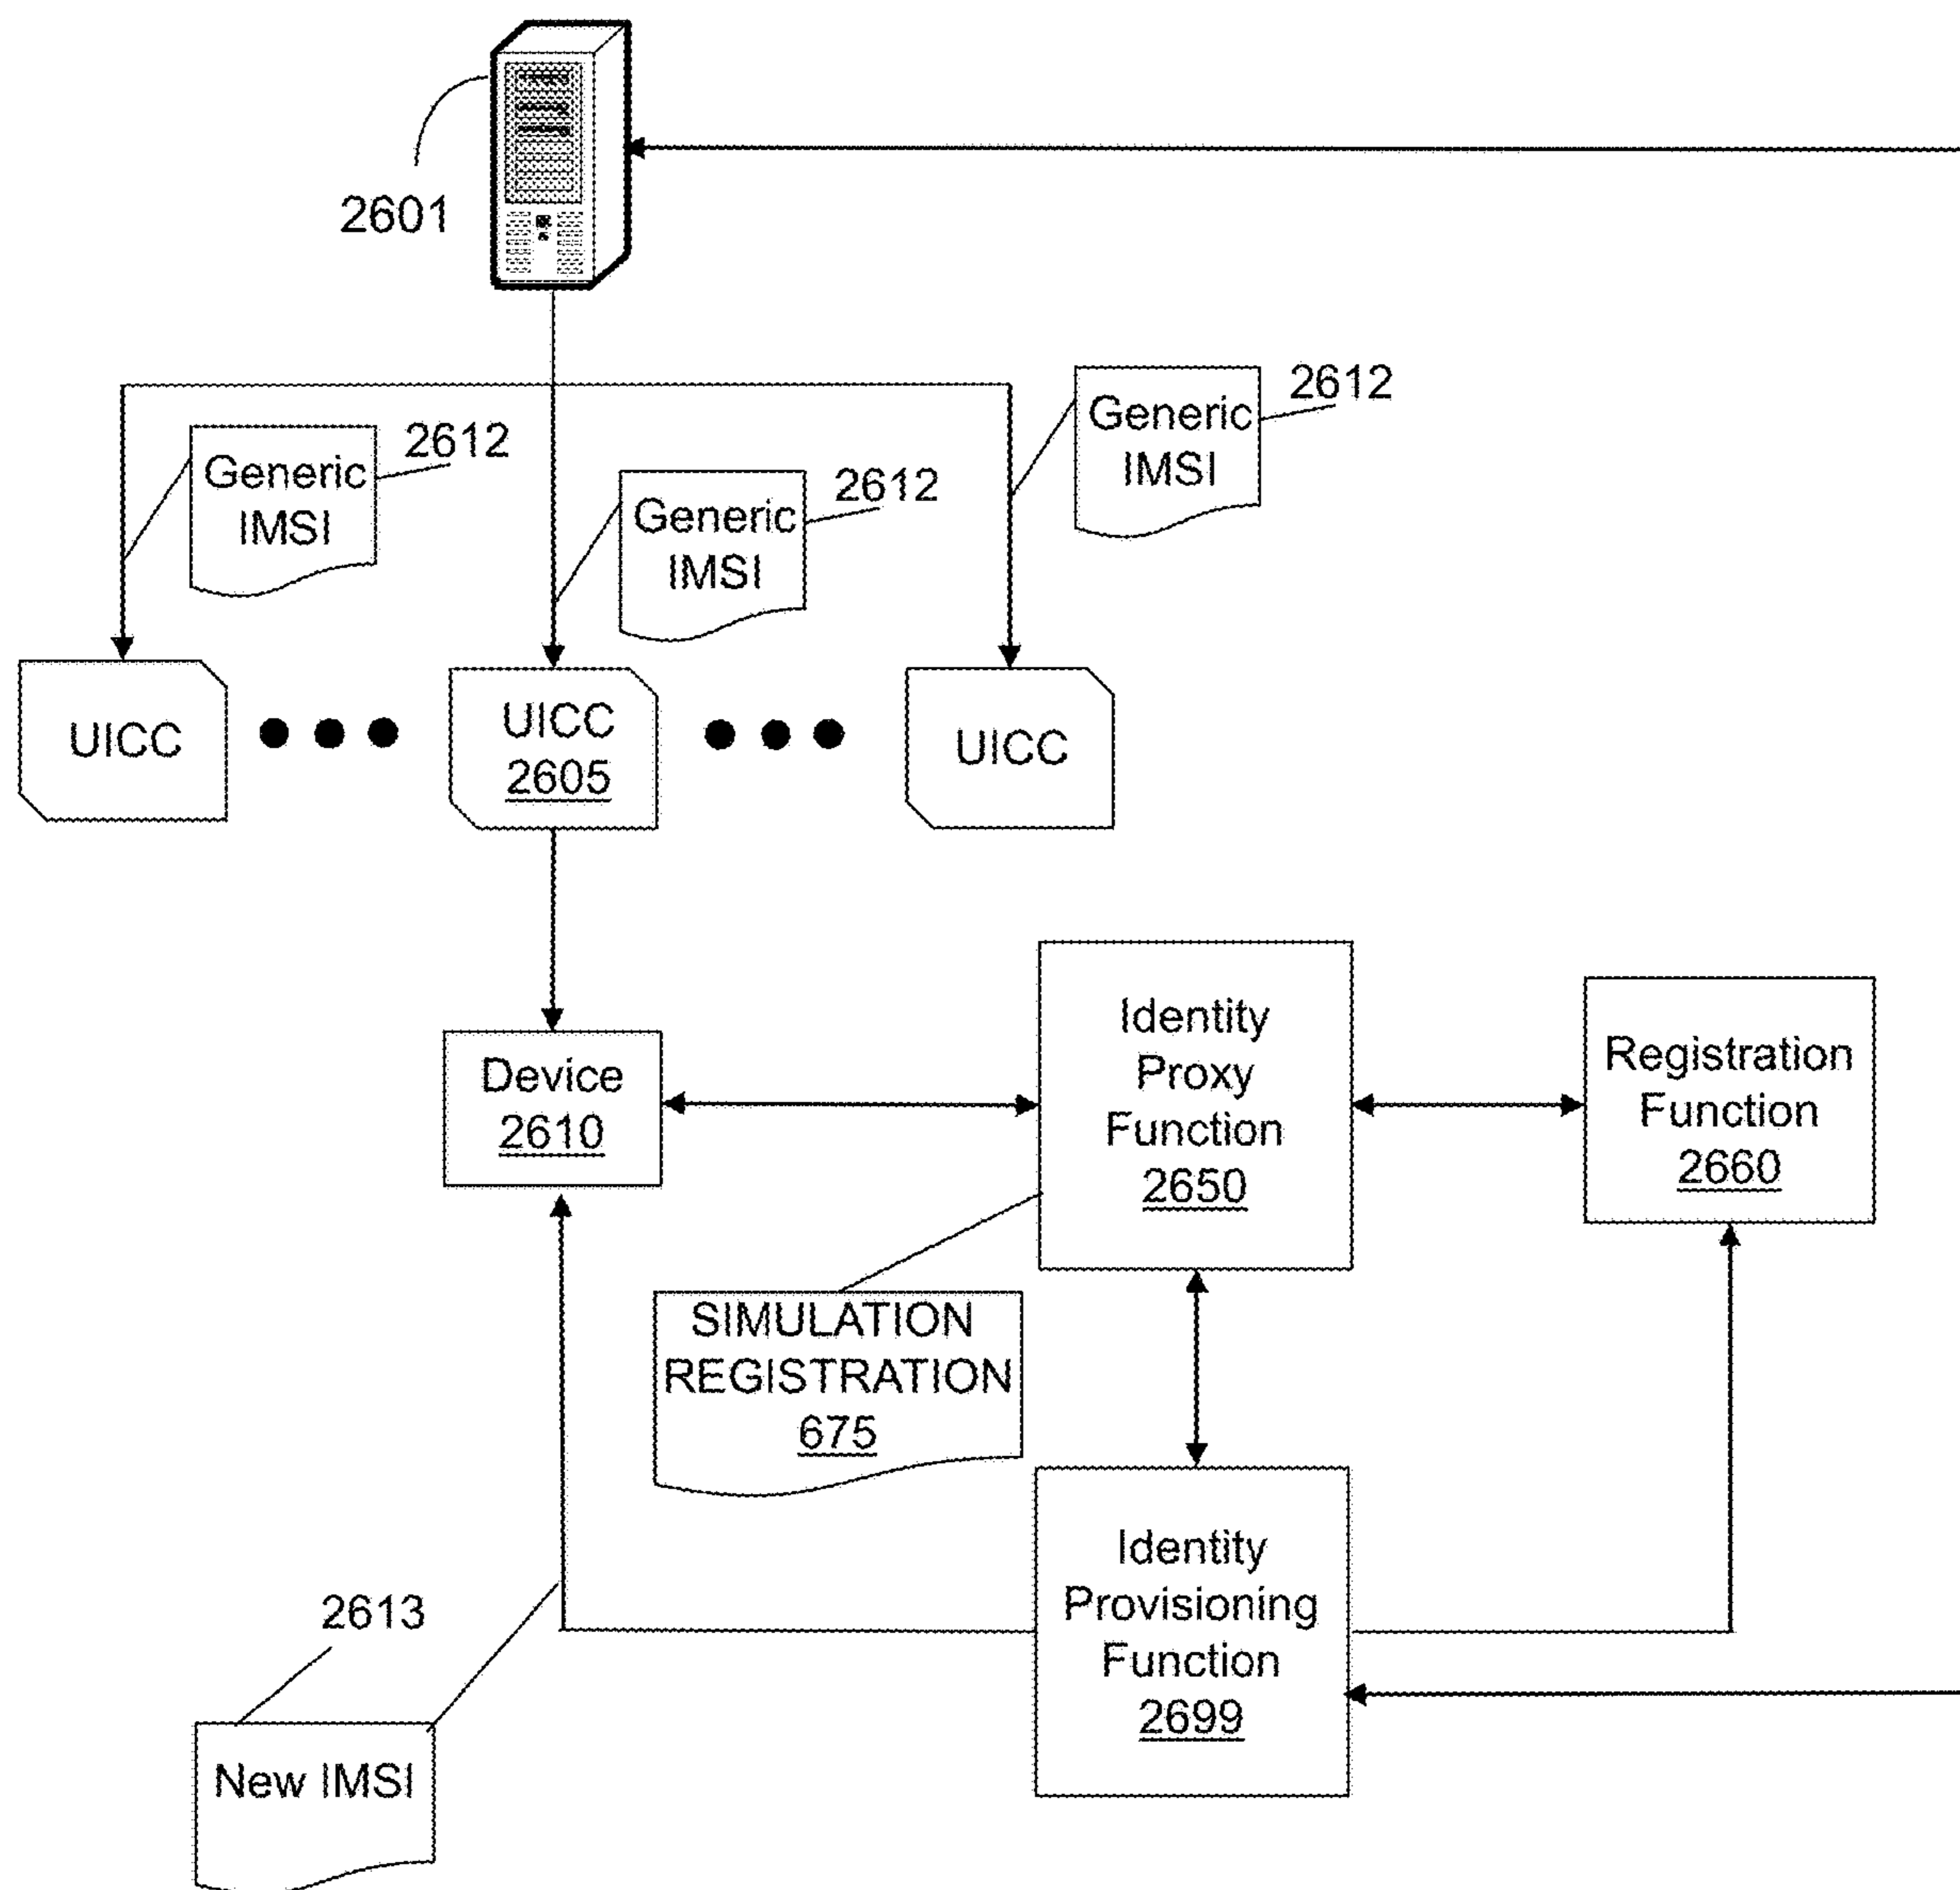 2601
2612
Generic
IMSI
2612
Generic
IMSI
2612
Generic
IMSI
UICC
UICC
2605
UICC
Device
2610
Identity
Proxy
Function
2650
Registration
Function
2660
SIMULATION
REGISTRATION
675
Identity
Provisioning
Function
2699
2613
New IMSI